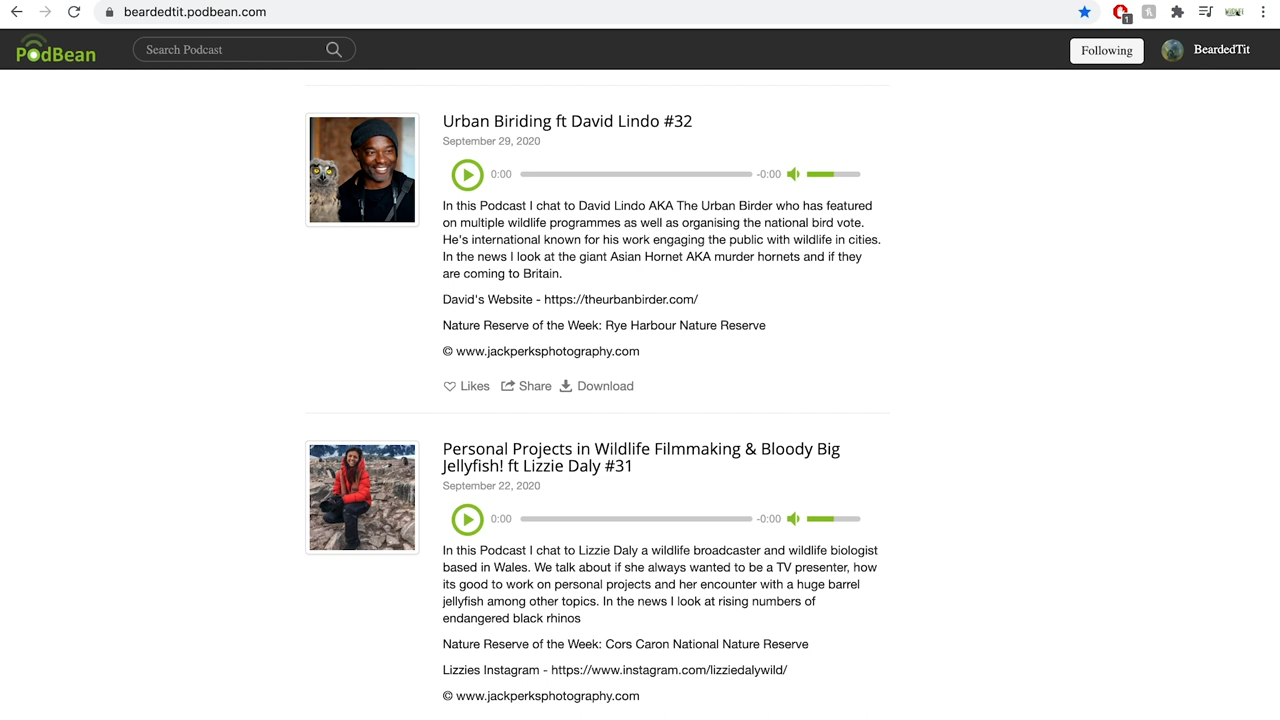 beardedtit.podbean.com
1
PodBean
Search Podcast
Following
BeardedTit
Urban Biriding ft David Lindo #32
September 29, 2020
0:00
-0:00
In this Podcast I chat to David Lindo AKA The Urban Birder who has featured
on multiple wildlife programmes as well as organising the national bird vote.
He's international known for his work engaging the public with wildlife in cities.
In the news I look at the giant Asian Hornet AKA murder hornets and if they
are coming to Britain.
David's Website - https://theurbanbirder.com/
Nature Reserve of the Week: Rye Harbour Nature Reserve
© www.jackperksphotography.com
Likes Share Download
Personal Projects in Wildlife Filmmaking & Bloody Big
Jellyfish! ft Lizzie Daly #31
September 22, 2020
0:00
-0:00
In this Podcast I chat to Lizzie Daly a wildlife broadcaster and wildlife biologist
based in Wales. We talk about if she always wanted to be a TV presenter, how
its good to work on personal projects and her encounter with a huge barrel
jellyfish among other topics. In the news I look at rising numbers of
endangered black rhinos
Nature Reserve of the Week: Cors Caron National Nature Reserve
Lizzies Instagram - https://www.instagram.com/lizziedalywild/
© www.jackperksphotography.com